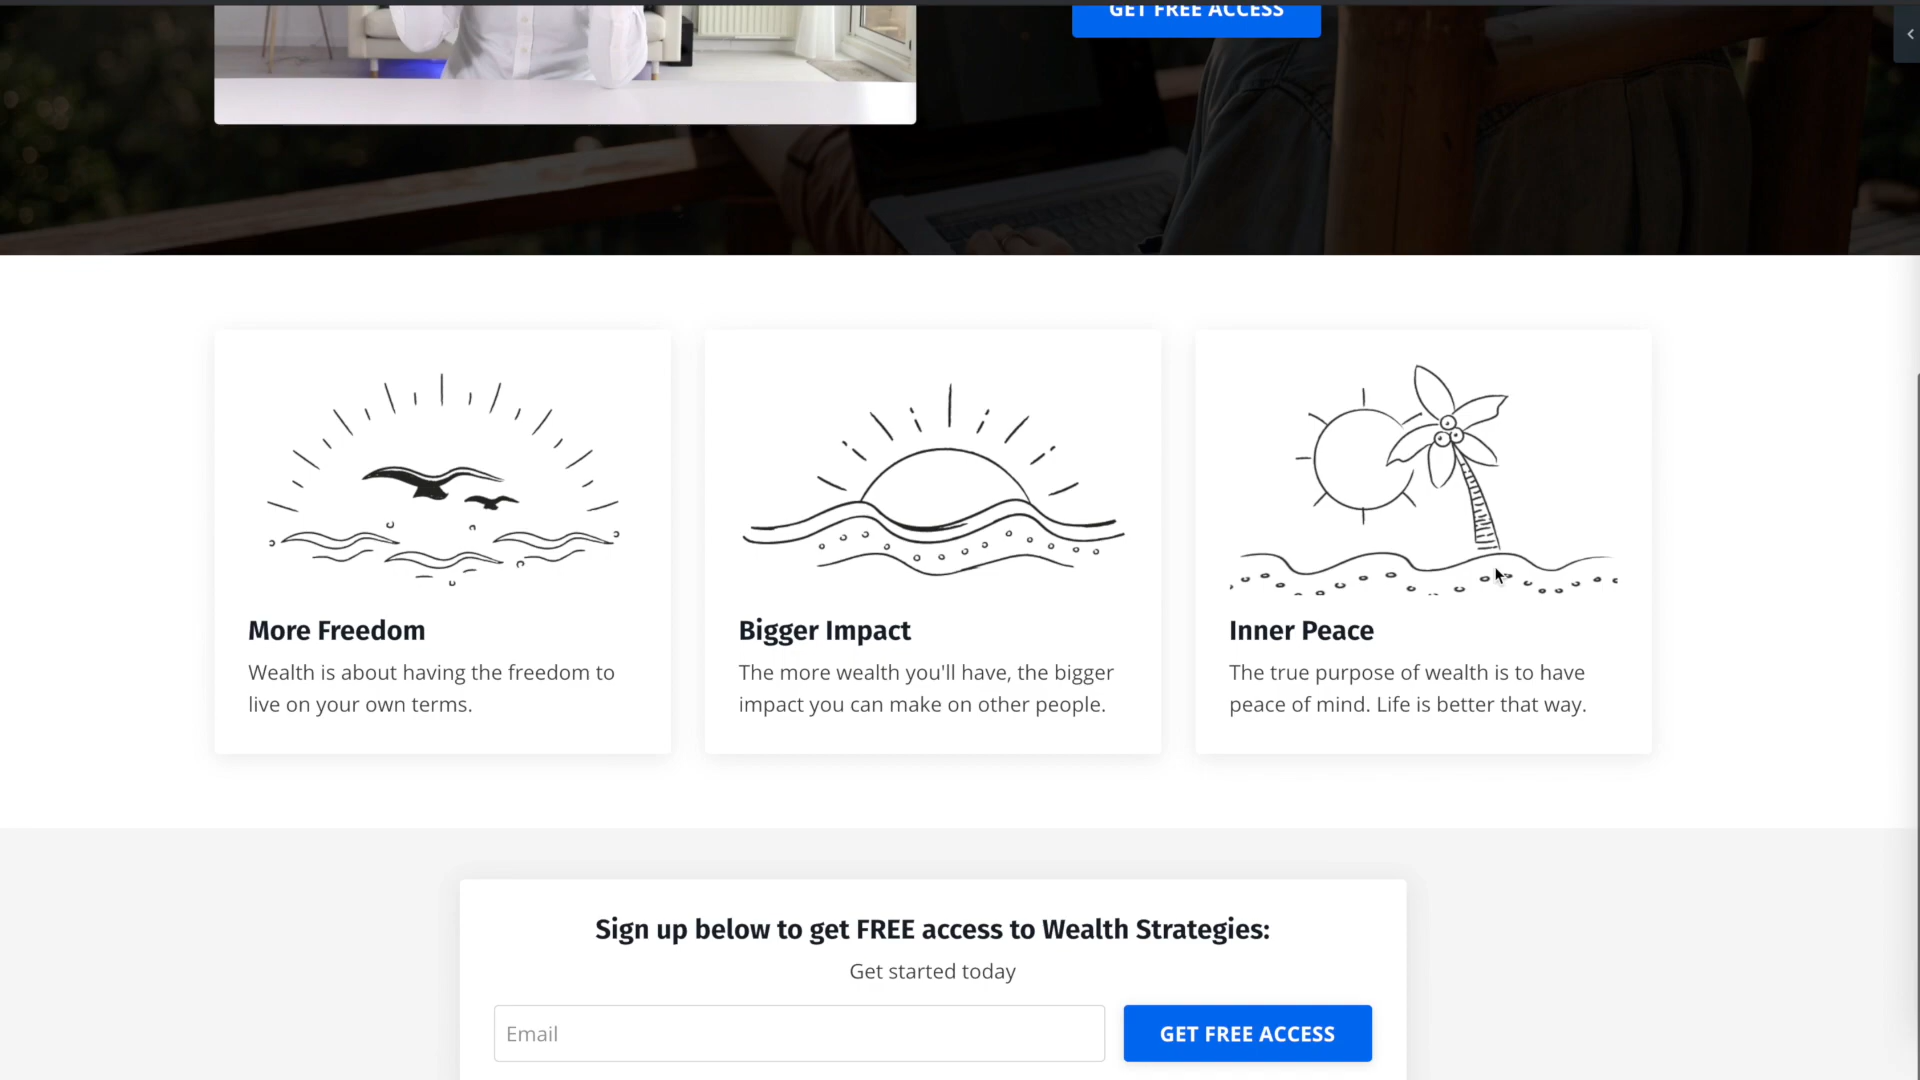 GET FREE ACCESS
More Freedom
Wealth is about having the freedom to
live on your own terms.
Bigger Impact
The more wealth you'll have, the bigger
impact you can make on other people.
Inner Peace
The true purpose of wealth is to have
peace of mind. Life is better that way.
Sign up below to get FREE access to Wealth Strategies:
Get started today
Email
GET FREE ACCESS